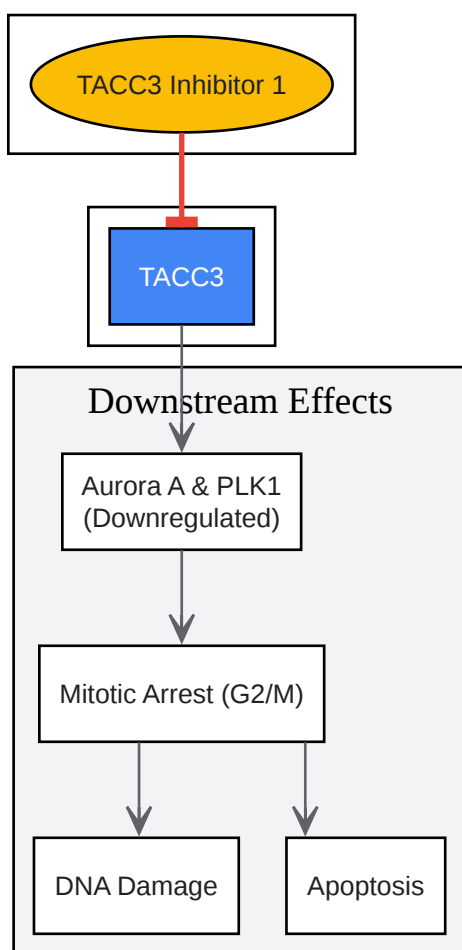 TACC3 Inhibitor 1
TACC3
Downstream Effects
Aurora A & PLK1
(Downregulated)
Mitotic Arrest (G2/M)
DNA Damage
Apoptosis